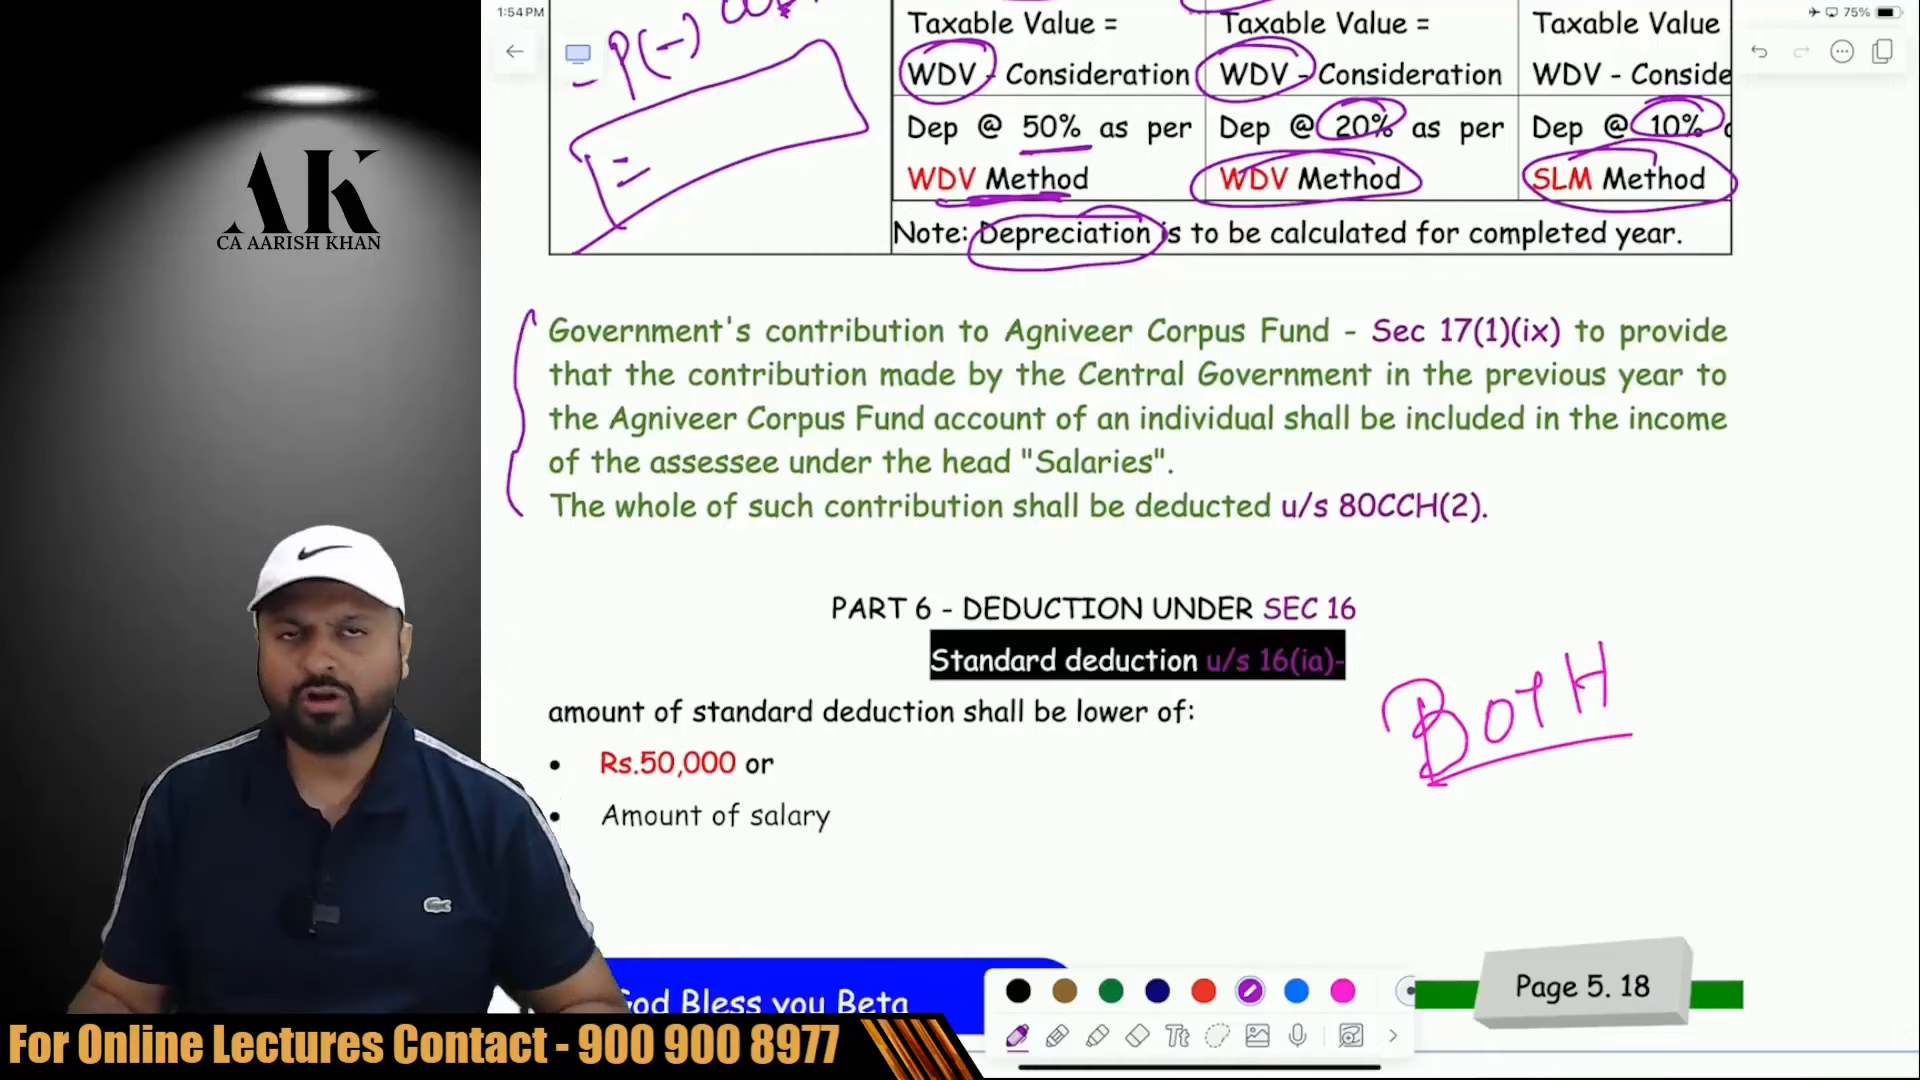 1:54 PM
75%
- P(-)
=
Taxable Value =
WDV - Consideration
Taxable Value =
WDV - Consideration
Taxable Value
WDV - Conside
Dep @ 50% as per
WDV Method
Dep @ 20% as per
WDV Method
Dep @ 10%
SLM Method
Note: Depreciation is to be calculated for completed year.
AK
CA AARISH KHAN
Government's contribution to Agniveer Corpus Fund - Sec 17(1)(ix) to provide
that the contribution made by the Central Government in the previous year to
the Agniveer Corpus Fund account of an individual shall be included in the income
of the assessee under the head "Salaries".
The whole of such contribution shall be deducted u/s 80CCH(2).
PART 6 - DEDUCTION UNDER SEC 16
Standard deduction u/s 16(ia)-
BOTH
amount of standard deduction shall be lower of:
• Rs.50,000 or
• Amount of salary
God Bless you Beta
Page 5. 18
Tt
For Online Lectures Contact - 900 900 8977